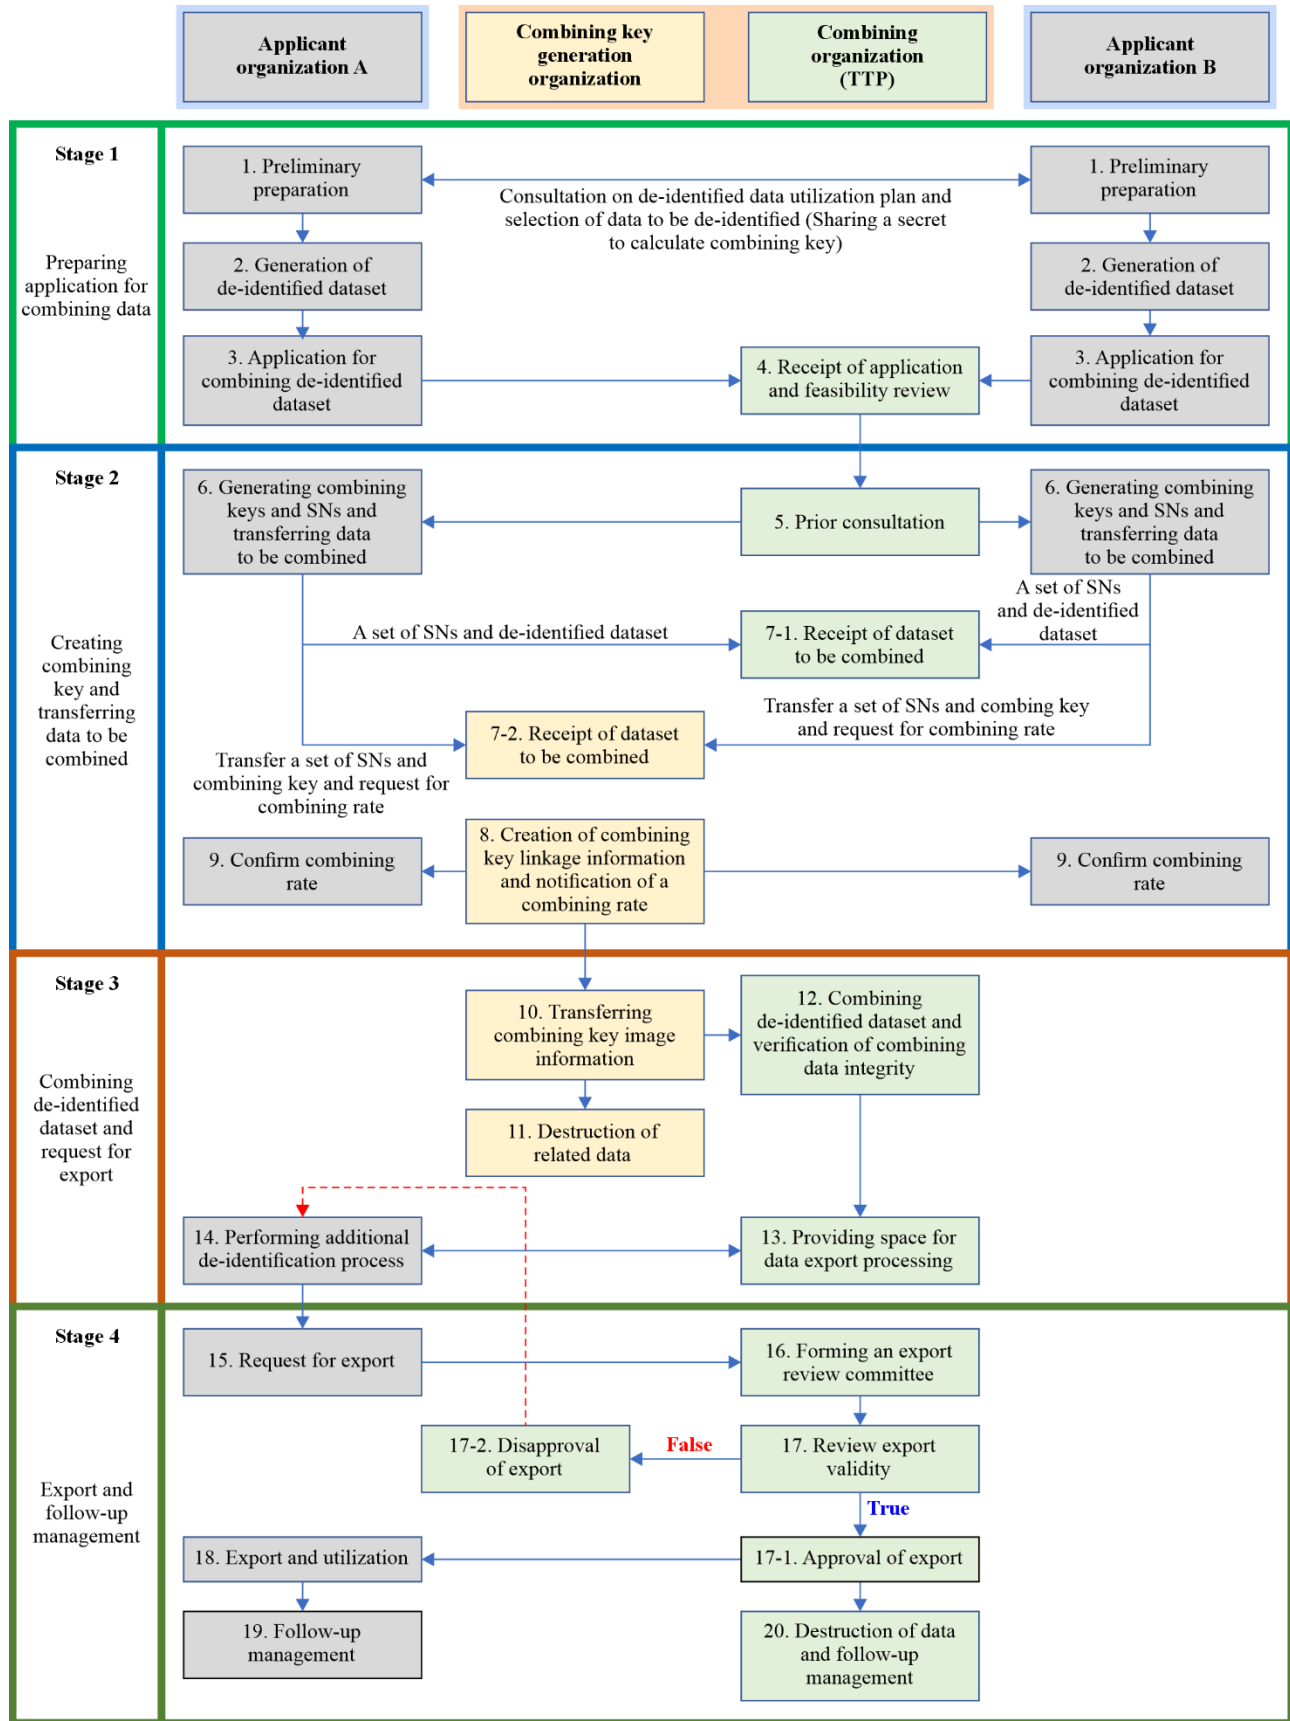 Applicant
organization A
Combining key
generation
organization
Combining
organization
(TTP)
Applicant
organization B
Stage 1
Preparing
application for
combining data
1. Preliminary
preparation
Consultation on de-identified data utilization plan and
selection of data to be de-identified (Sharing a secret
to calculate combining key)
1. Preliminary
preparation
2. Generation of
de-identified dataset
2. Generation of
de-identified dataset
3. Application for
combining de-identified
dataset
4. Receipt of application
and feasibility review
3. Application for
combining de-identified
dataset
Stage 2
Creating
combining
key and
transferring
data to be
combined
6. Generating combining
keys and SNs and
transferring data
to be combined
5. Prior consultation
6. Generating combining
keys and SNs and
transferring data
to be combined
A set of SNs and de-identified dataset
7-1. Receipt of dataset
to be combined
A set of SNs
and de-identified
dataset
Transfer a set of SNs and
combining key and request for
combining rate
7-2. Receipt of dataset
to be combined
Transfer a set of SNs and combing key
and request for combining rate
9. Confirm combining
rate
8. Creation of combining
key linkage information
and notification of a
combining rate
9. Confirm combining
rate
Stage 3
Combining
de-identified
dataset and
request for
export
10. Transferring
combining key image
information
12. Combining
de-identified dataset and
verification of combining
data integrity
11. Destruction of
related data
14. Performing additional
de-identification process
13. Providing space for
data export processing
Stage 4
Export and
follow-up
management
15. Request for export
16. Forming an export
review committee
17-2. Disapproval
of export
False
17. Review export
validity
True
18. Export and utilization
17-1. Approval of export
19. Follow-up
management
20. Destruction of data
and follow-up
management